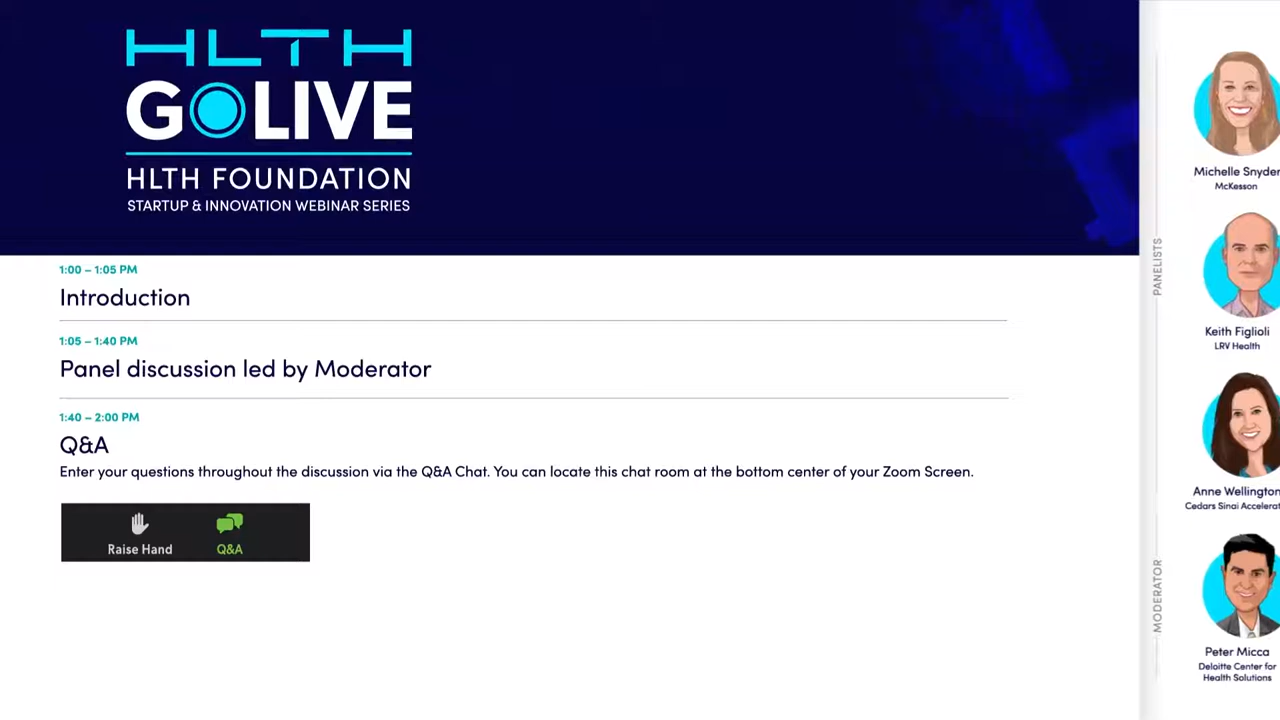 HLTH
GOLIVE
HLTH FOUNDATION
STARTUP & INNOVATION WEBINAR SERIES
1:00 – 1:05 PM
Introduction
1:05 – 1:40 PM
Panel discussion led by Moderator
1:40 – 2:00 PM
Q&A
Enter your questions throughout the discussion via the Q&A Chat. You can locate this chat room at the bottom center of your Zoom Screen.
Raise Hand
Q&A
PANELISTS
Michelle Snyder
McKesson
Keith Figlioli
LRV Health
Anne Wellington
Cedars Sinai Accelerat
MODERATOR
Peter Micca
Deloitte Center for
Health Solutions